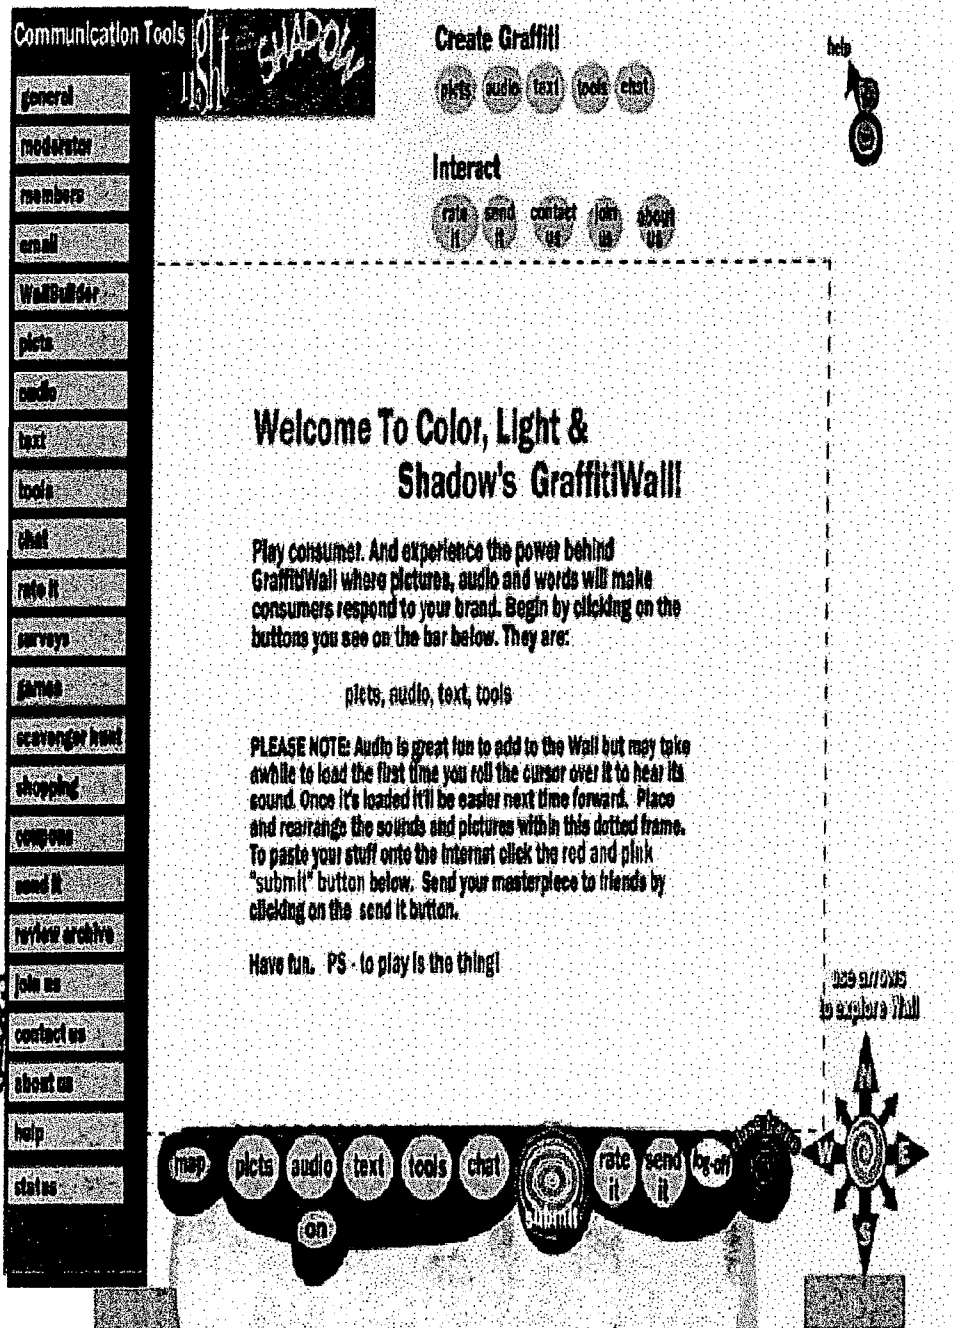 Communication Tools
light
SHADOW
general
moderator
members
email
WallBuilder
picts
audio
text
tools
chat
rate it
surveys
games
scavenger hunt
shopping
coupons
send it
review archive
join us
contact us
about us
help
status
Create Graffiti
picts audio text tools chat
Interact
rate it
send it
contact us
join us
about us
help
Welcome To Color, Light &
Shadow's GraffitiWall!
Play consumer. And experience the power behind
GraffitiWall where pictures, audio and words will make
consumers respond to your brand. Begin by clicking on the
buttons you see on the bar below. They are:
picts, audio, text, tools
PLEASE NOTE: Audio is great fun to add to the Wall but may take
awhile to load the first time you roll the cursor over it to hear its
sound. Once it's loaded it'll be easier next time forward. Place
and rearrange the sounds and pictures within this dotted frame.
To paste your stuff onto the Internet click the red and pink
"submit" button below. Send your masterpiece to friends by
clicking on the send it button.
Have fun. PS - to play is the thing!
use arrows
to explore Wall
N
W E
S
map picts audio text tools chat submit rate it send it log-off
on